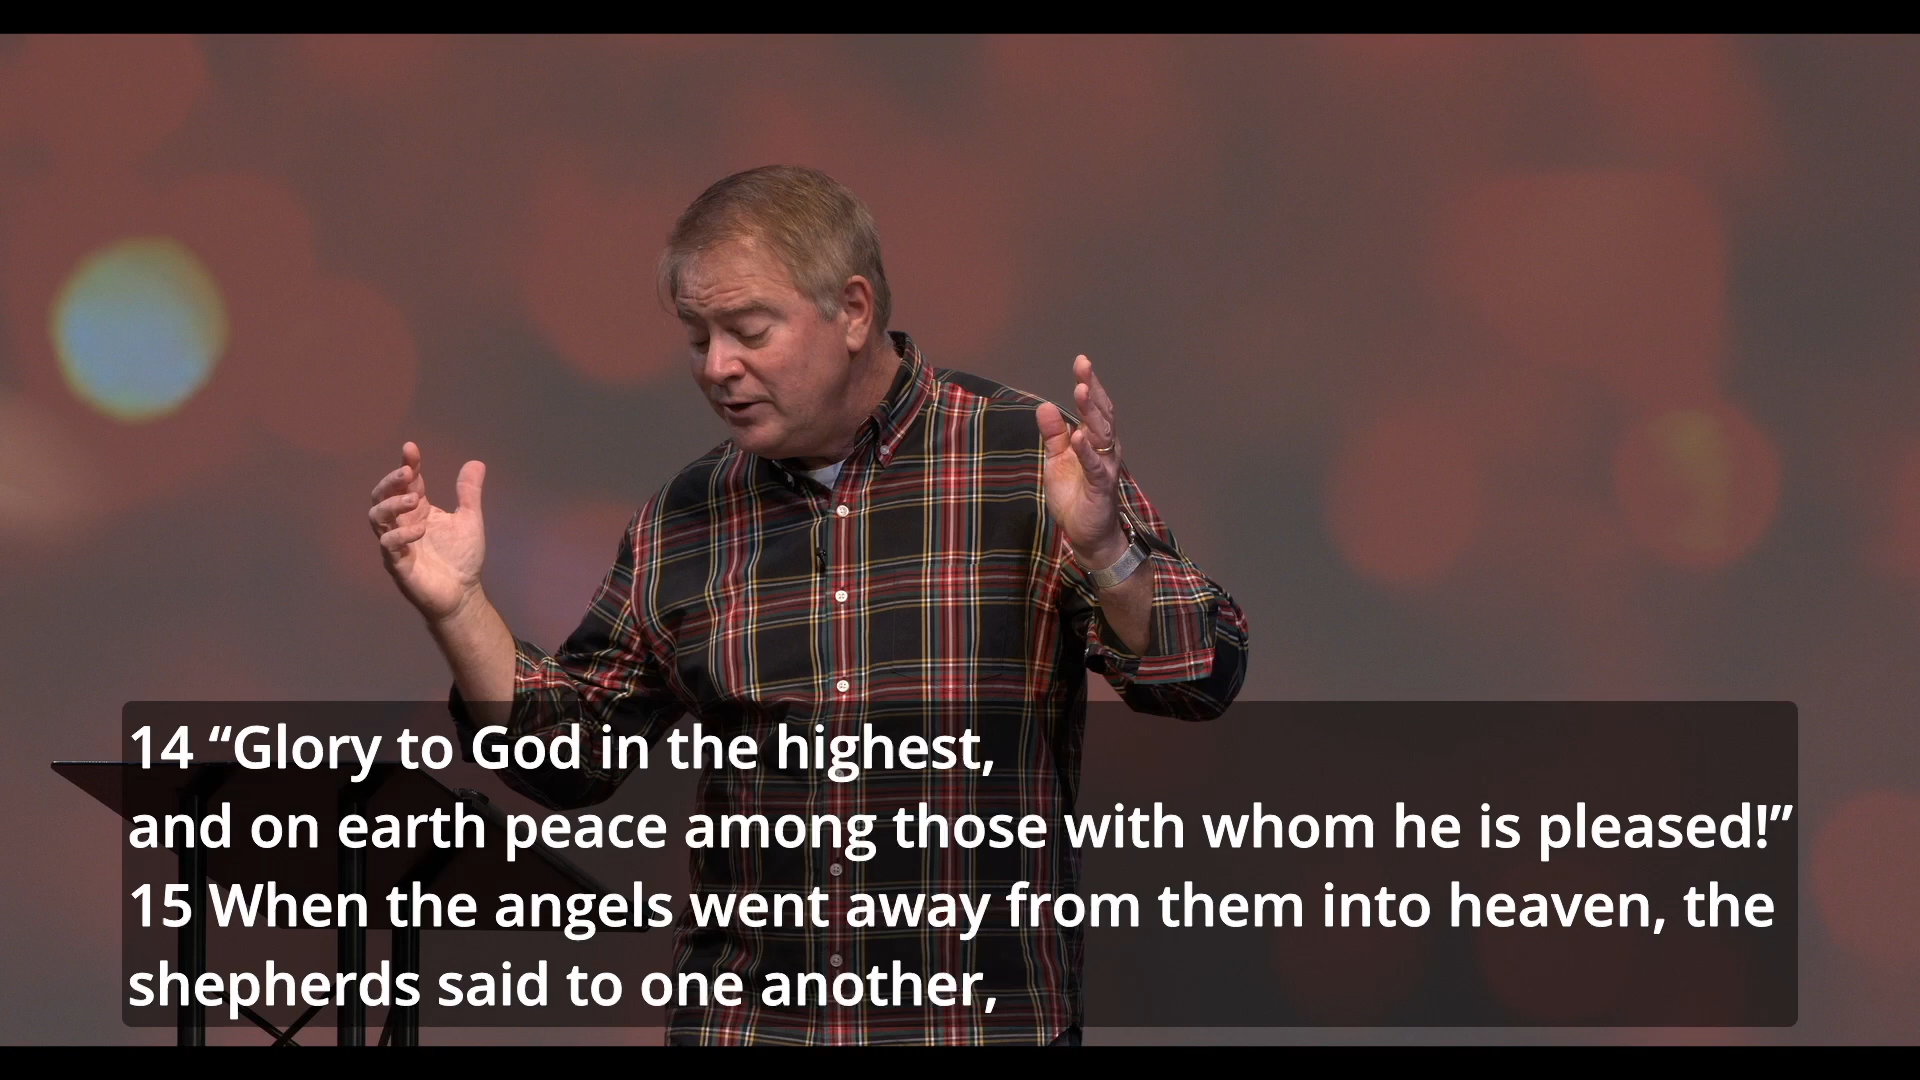 14 “Glory to God in the highest,
and on earth peace among those with whom he is pleased!”
15 When the angels went away from them into heaven, the
shepherds said to one another,